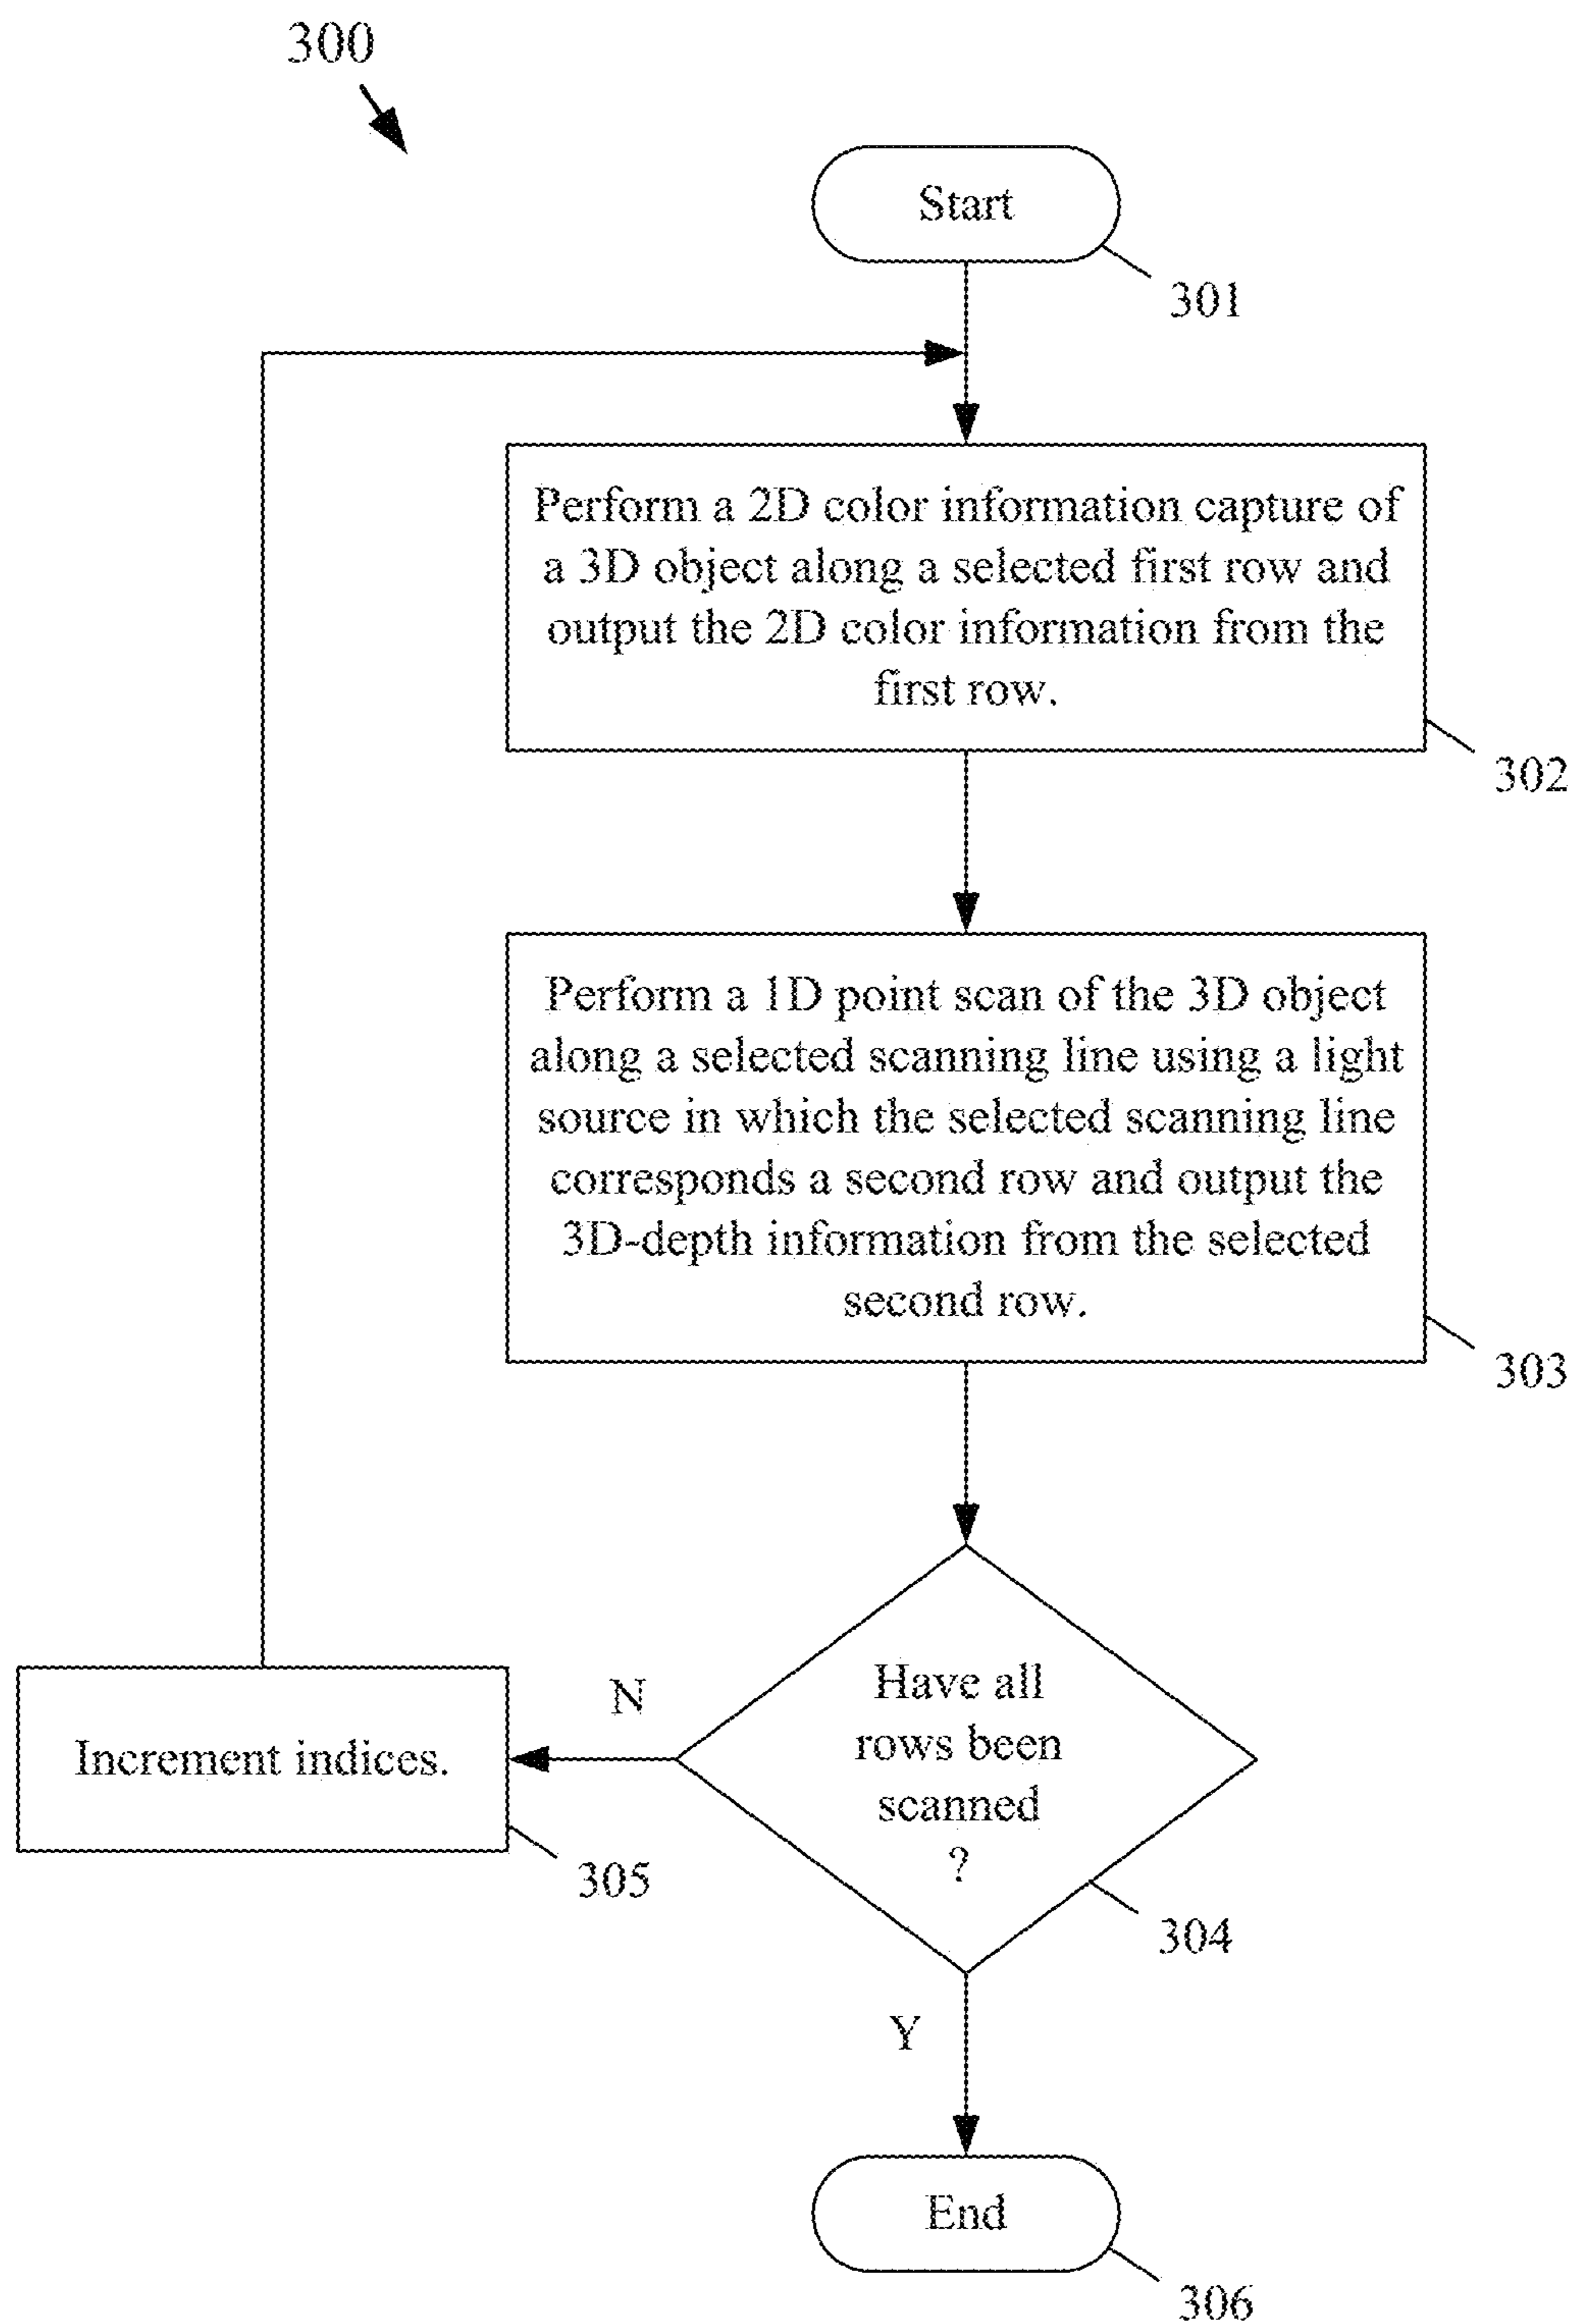 300
Start
301
Perform a 2D color information capture of
a 3D object along a selected first row and
output the 2D color information from the
first row.
302
Perform a 1D point scan of the 3D object
along a selected scanning line using a light
source in which the selected scanning line
corresponds a second row and output the
3D-depth information from the selected
second row.
303
Have all
rows been
scanned
?
304
N
Increment indices.
305
Y
End
306